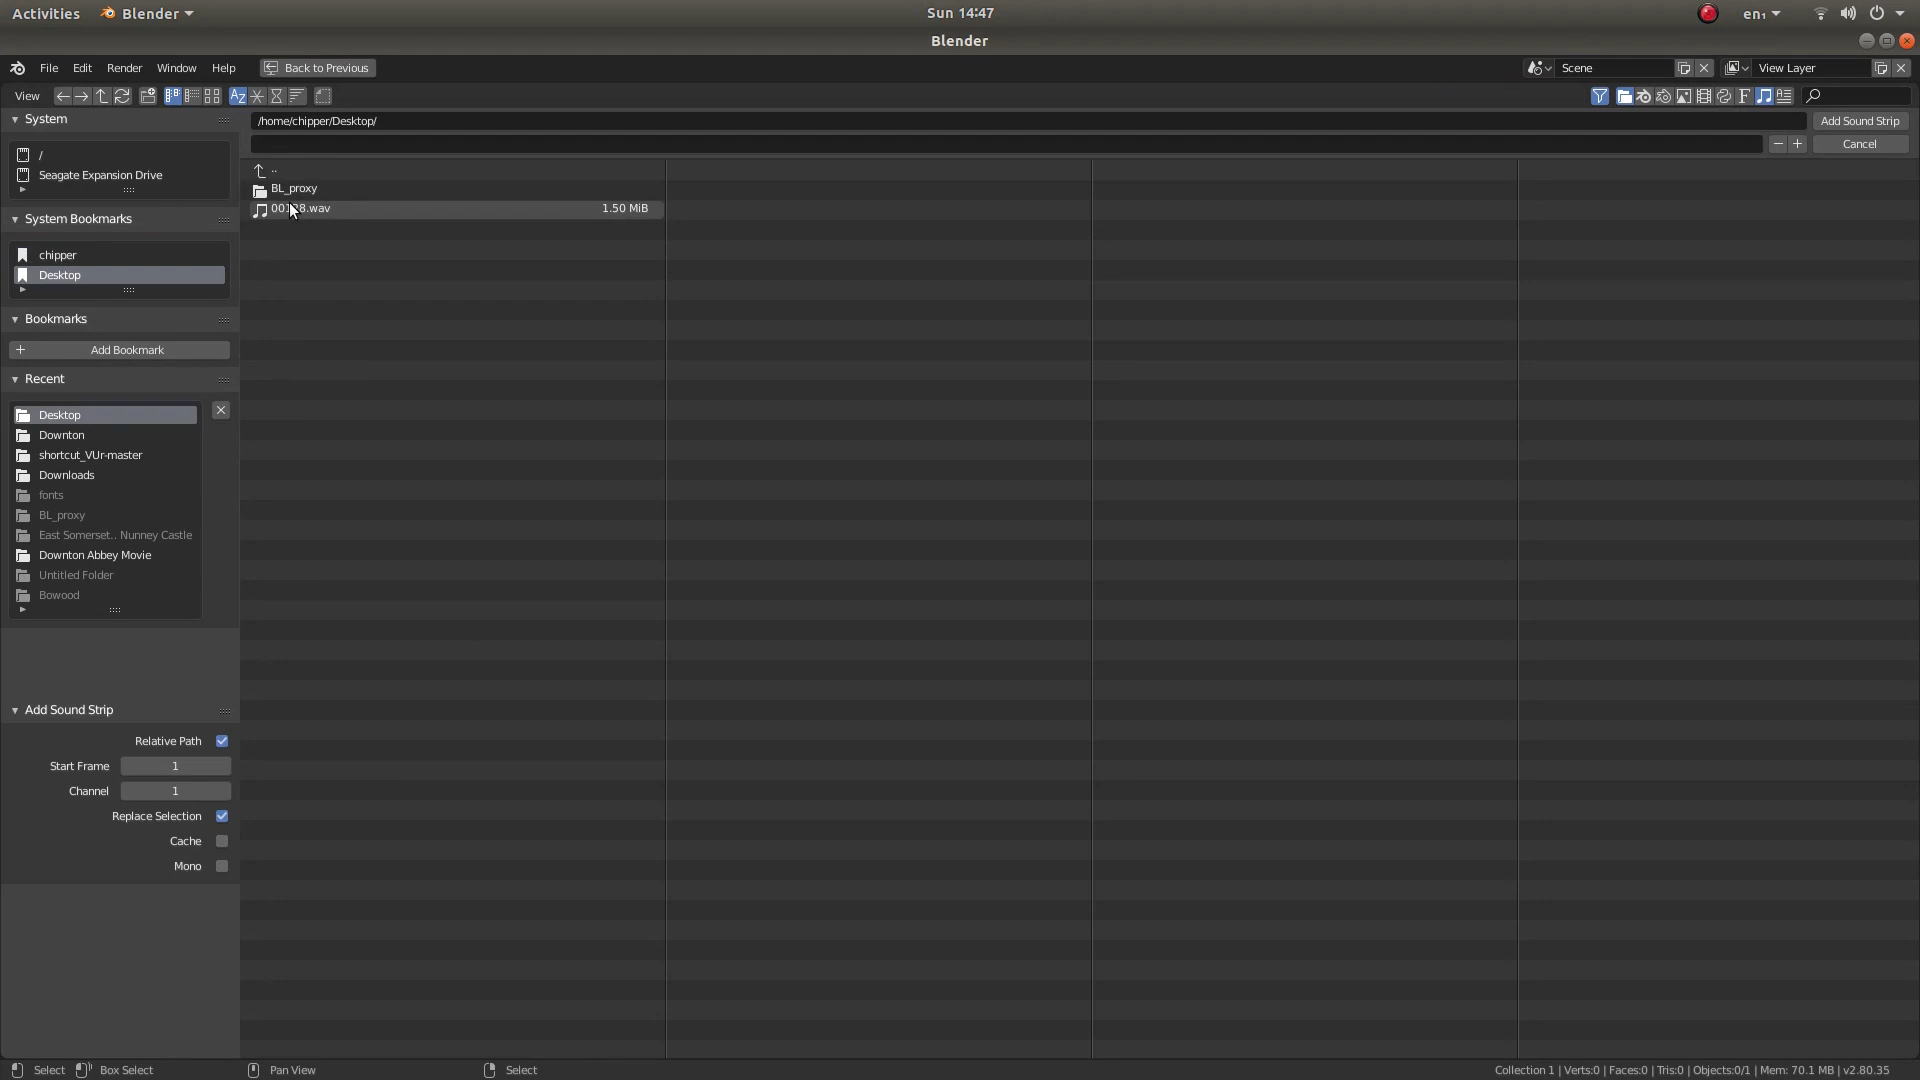 Activities Blender Sun 14:47 en₁
Blender
File Edit Render Window Help Back to Previous Scene View Layer
View
System
/home/chipper/Desktop/ Add Sound Strip
Cancel
/
Seagate Expansion Drive
..
BL_proxy
.wav 1.50 MiB
System Bookmarks
chipper
Desktop
Bookmarks
Add Bookmark
Recent
Desktop
Downton
shortcut_VUr-master
Downloads
fonts
BL_proxy
East Somerset.. Nunney Castle
Downton Abbey Movie
Untitled Folder
Bowood
Add Sound Strip
Relative Path
Start Frame 1
Channel 1
Replace Selection
Cache
Mono
Select Box Select Pan View Select Collection 1 | Verts:0 | Faces:0 | Tris:0 | Objects:0/1 | Mem: 70.1 MB | v2.80.35